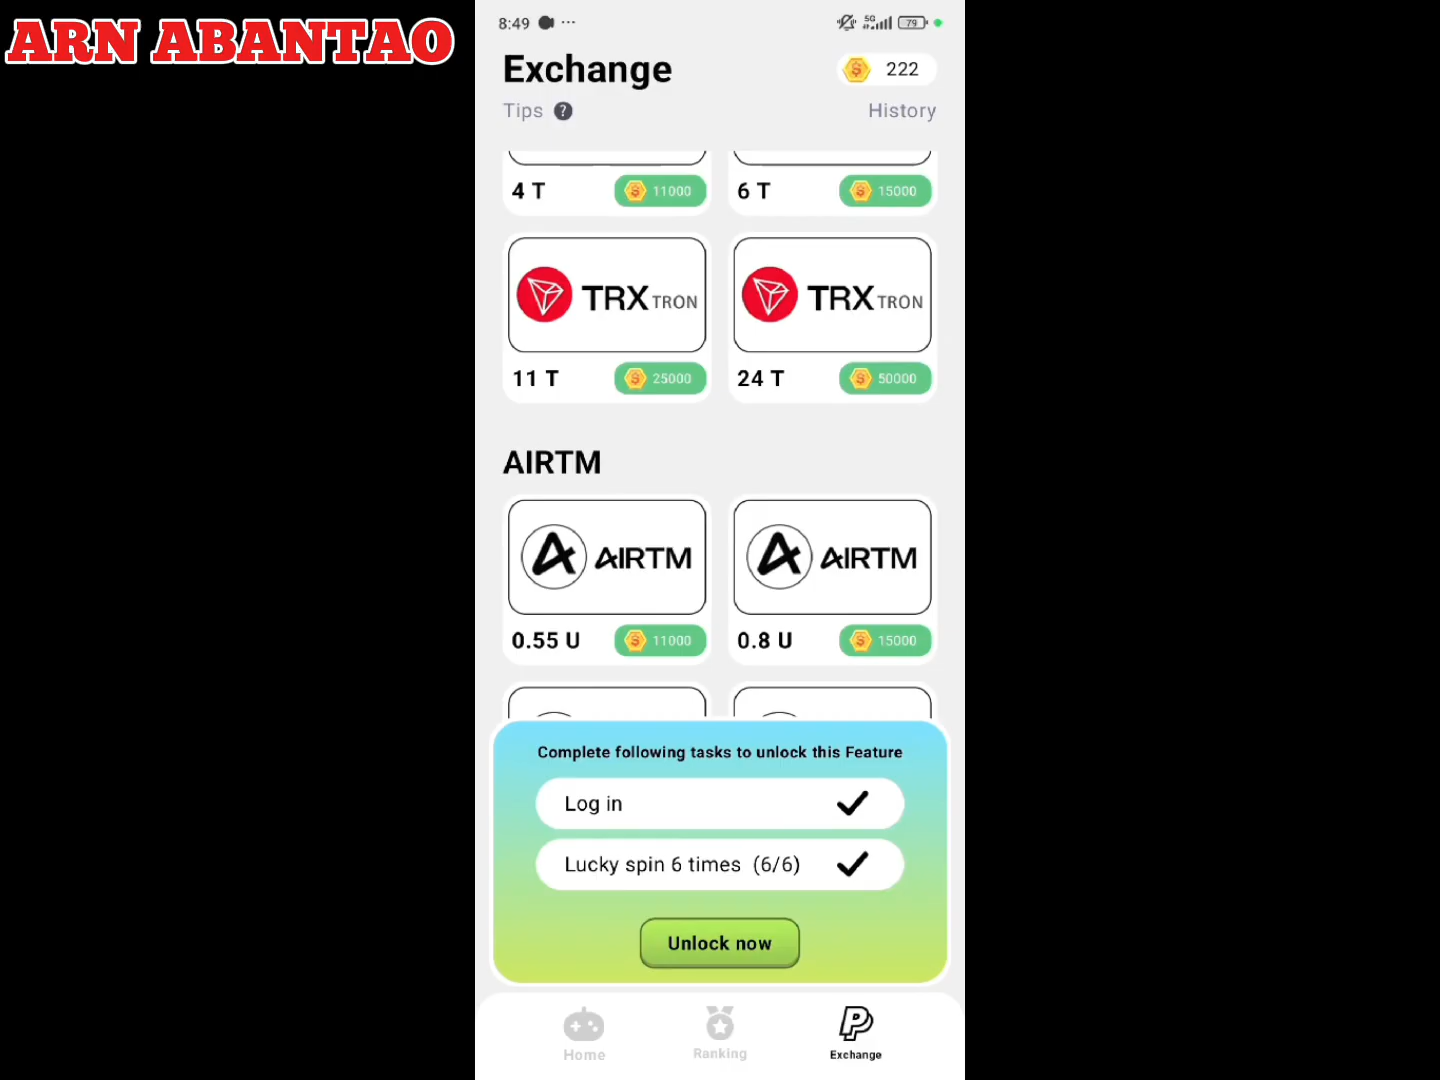 ARN ABANTAO
8:49 ... 5G 79
Exchange 222
Tips ? History
4 T 11000 6 T 15000
TRX TRON TRX TRON
11 T 25000 24 T 50000
AIRTM
AIRTM AIRTM
0.55 U 11000 0.8 U 15000
Complete following tasks to unlock this Feature
Log in
Lucky spin 6 times (6/6)
Unlock now
Home Ranking Exchange